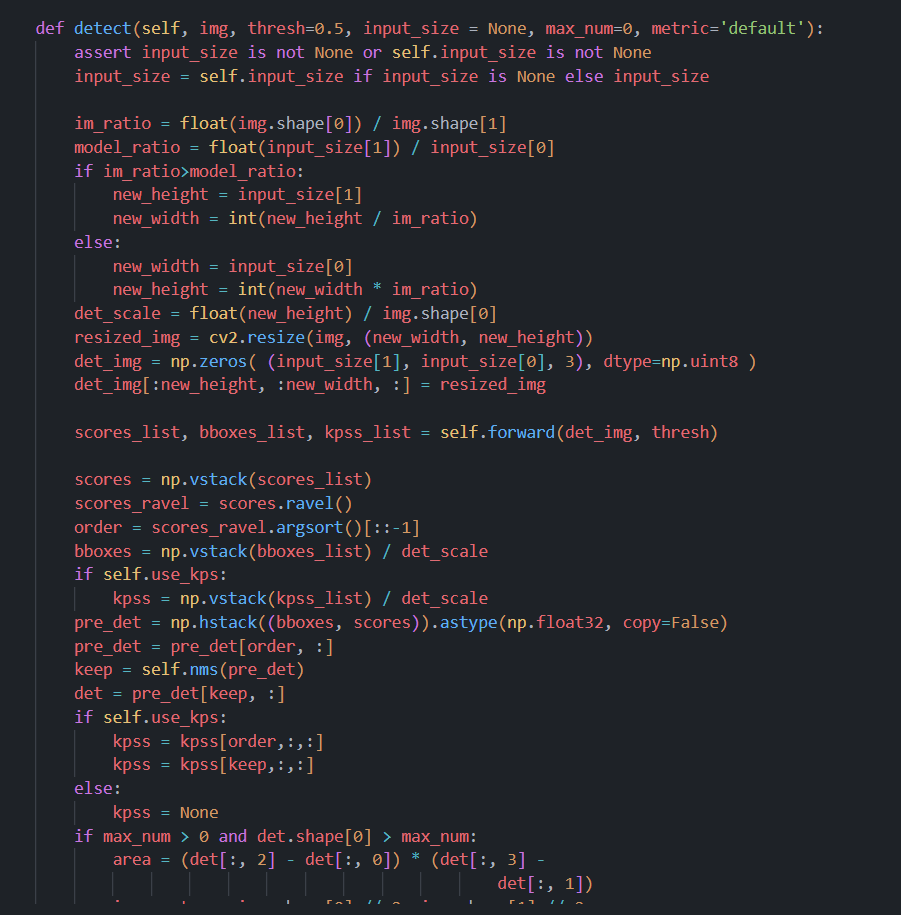 def detect(self, img, thresh=0.5, input_size = None, max_num=0, metric='default'):
    assert input_size is not None or self.input_size is not None
    input_size = self.input_size if input_size is None else input_size

    im_ratio = float(img.shape[0]) / img.shape[1]
    model_ratio = float(input_size[1]) / input_size[0]
    if im_ratio>model_ratio:
        new_height = input_size[1]
        new_width = int(new_height / im_ratio)
    else:
        new_width = input_size[0]
        new_height = int(new_width * im_ratio)
    det_scale = float(new_height) / img.shape[0]
    resized_img = cv2.resize(img, (new_width, new_height))
    det_img = np.zeros( (input_size[1], input_size[0], 3), dtype=np.uint8 )
    det_img[:new_height, :new_width, :] = resized_img

    scores_list, bboxes_list, kpss_list = self.forward(det_img, thresh)

    scores = np.vstack(scores_list)
    scores_ravel = scores.ravel()
    order = scores_ravel.argsort()[::-1]
    bboxes = np.vstack(bboxes_list) / det_scale
    if self.use_kps:
        kpss = np.vstack(kpss_list) / det_scale
    pre_det = np.hstack((bboxes, scores)).astype(np.float32, copy=False)
    pre_det = pre_det[order, :]
    keep = self.nms(pre_det)
    det = pre_det[keep, :]
    if self.use_kps:
        kpss = kpss[order,:,:]
        kpss = kpss[keep,:,:]
    else:
        kpss = None
    if max_num > 0 and det.shape[0] > max_num:
        area = (det[:, 2] - det[:, 0]) * (det[:, 3] -
                                                det[:, 1])